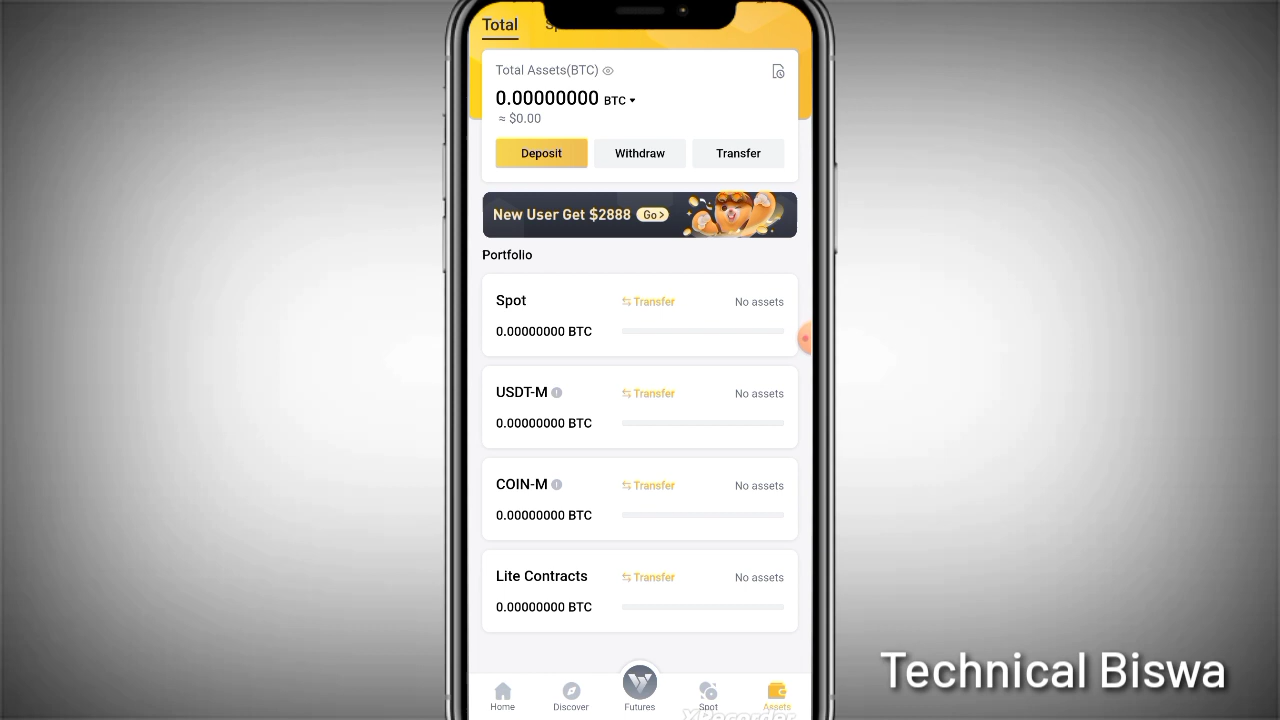 Total
Total Assets(BTC)
0.00000000 BTC
≈ $0.00
Deposit Withdraw Transfer
New User Get $2888 Go >
Portfolio
Spot Transfer No assets
0.00000000 BTC
USDT-M Transfer No assets
0.00000000 BTC
COIN-M Transfer No assets
0.00000000 BTC
Lite Contracts Transfer No assets
0.00000000 BTC
Technical Biswa
Home Discover Futures Spot Assets
XRecorder